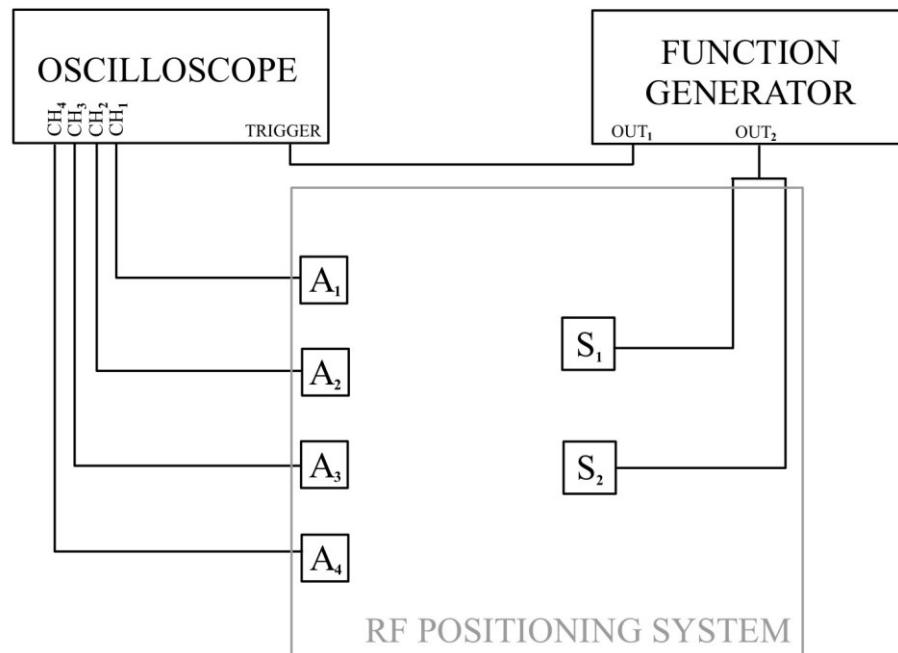 OSCILLOSCOPE
CH₄
CH₃
CH₂
CH₁
TRIGGER
FUNCTION
GENERATOR
OUT₁
OUT₂
A₁
A₂
A₃
A₄
S₁
S₂
RF POSITIONING SYSTEM